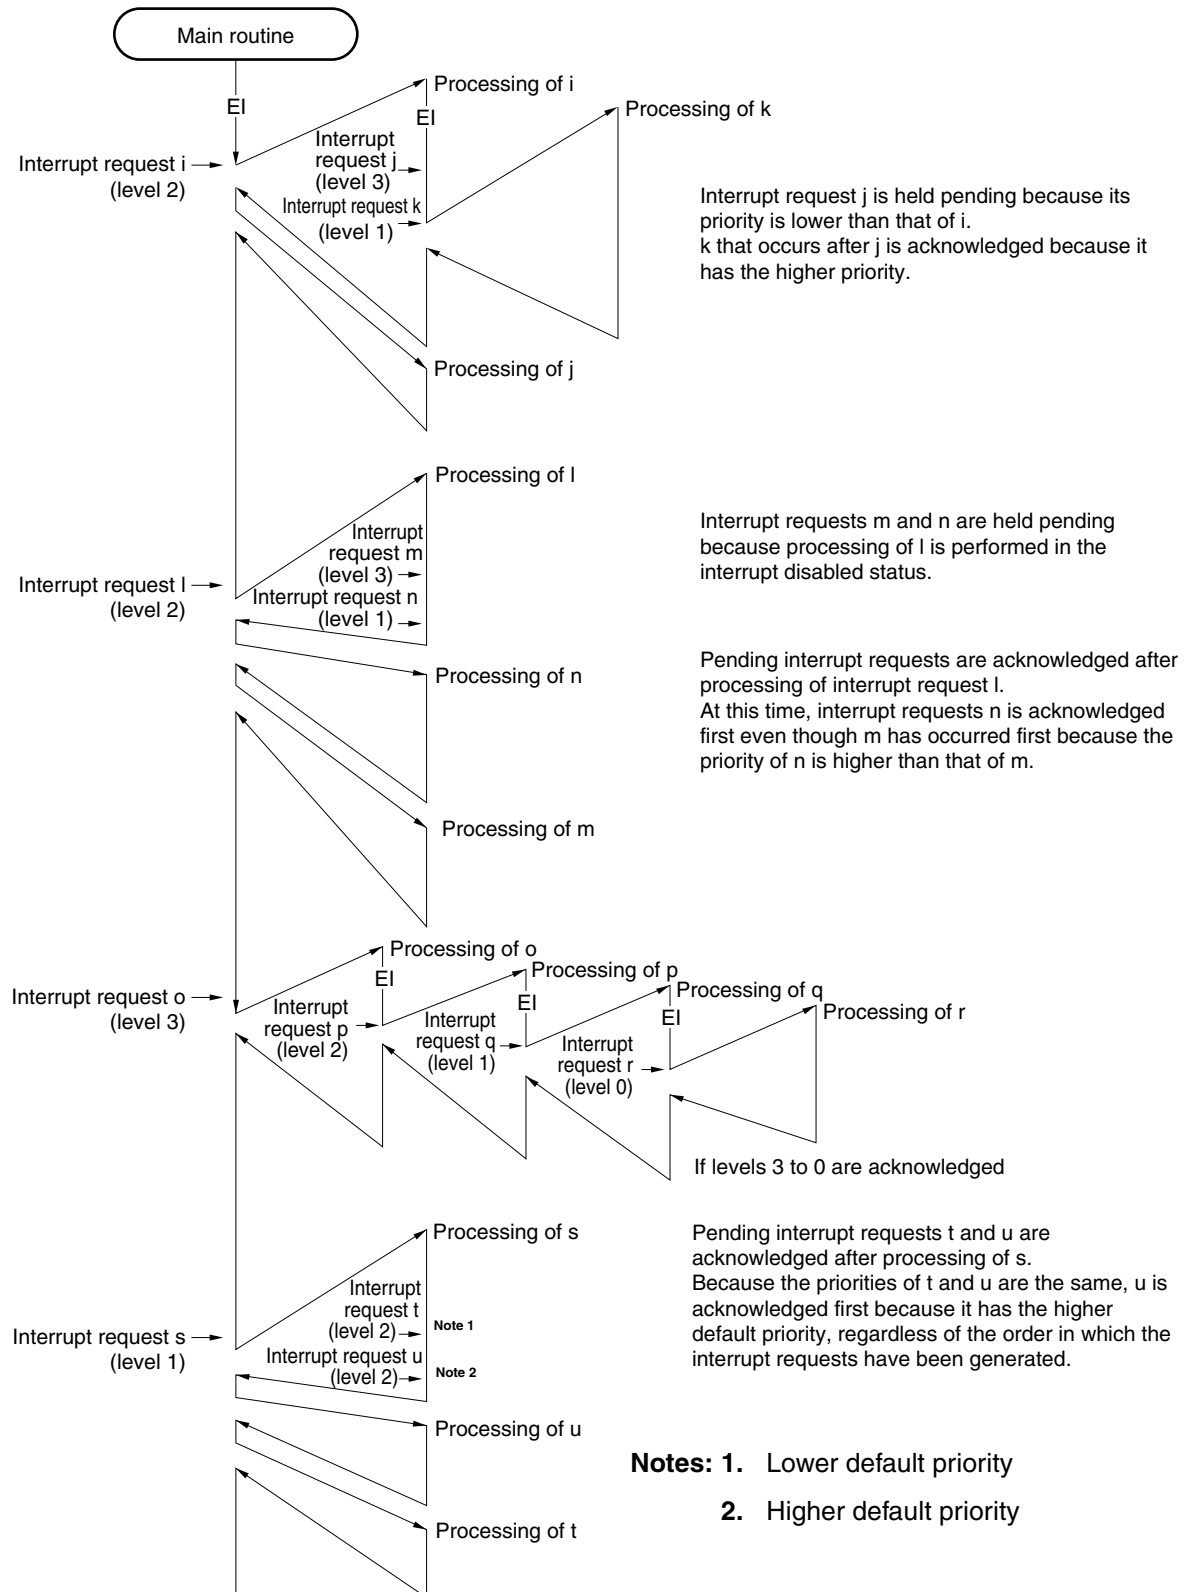 Main routine
EI
Processing of i
EI
Processing of k
Interrupt request i
(level 2)
Interrupt
request j
(level 3)
Interrupt request k
(level 1)
Interrupt request j is held pending because its
priority is lower than that of i.
k that occurs after j is acknowledged because it
has the higher priority.
Processing of j
Processing of l
Interrupt request l
(level 2)
Interrupt
request m
(level 3)
Interrupt request n
(level 1)
Interrupt requests m and n are held pending
because processing of l is performed in the
interrupt disabled status.
Processing of n
Pending interrupt requests are acknowledged after
processing of interrupt request l.
At this time, interrupt requests n is acknowledged
first even though m has occurred first because the
priority of n is higher than that of m.
Processing of m
Processing of o
EI
Processing of p
EI
Processing of q
EI
Processing of r
Interrupt request o
(level 3)
Interrupt
request p
(level 2)
Interrupt
request q
(level 1)
Interrupt
request r
(level 0)
If levels 3 to 0 are acknowledged
Processing of s
Interrupt request s
(level 1)
Interrupt
request t
(level 2)
Note 1
Interrupt request u
(level 2)
Note 2
Pending interrupt requests t and u are
acknowledged after processing of s.
Because the priorities of t and u are the same, u is
acknowledged first because it has the higher
default priority, regardless of the order in which the
interrupt requests have been generated.
Processing of u
Processing of t
Notes: 1. Lower default priority
2. Higher default priority